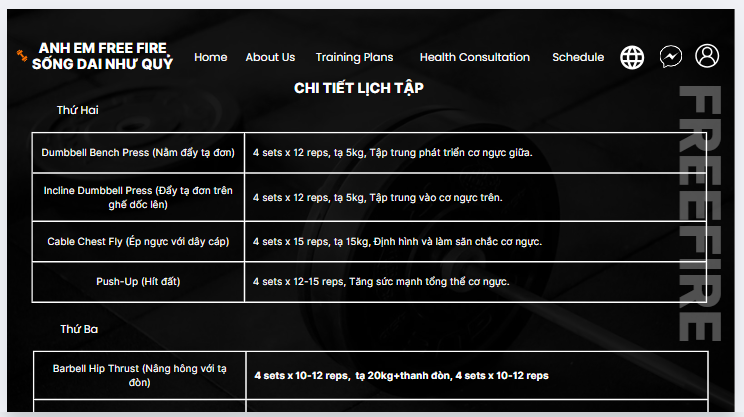 ANH EM FREE FIRE
SỐNG DAI NHƯ QUỶ
Home About Us Training Plans Health Consultation Schedule
CHI TIẾT LỊCH TẬP
Thứ Hai
Dumbbell Bench Press (Nằm đẩy tạ đơn) 4 sets x 12 reps, tạ 5kg, Tập trung phát triển cơ ngực giữa.
Incline Dumbbell Press (Đẩy tạ đơn trên
ghế dốc lên) 4 sets x 12 reps, tạ 5kg, Tập trung vào cơ ngực trên.
Cable Chest Fly (Ép ngực với dây cáp) 4 sets x 15 reps, tạ 15kg, Định hình và làm săn chắc cơ ngực.
Push-Up (Hít đất) 4 sets x 12-15 reps, Tăng sức mạnh tổng thể cơ ngực.
FREEFIRE
Thứ Ba
Barbell Hip Thrust (Nâng hông với tạ
đòn) 4 sets x 10-12 reps, tạ 20kg+thanh đòn, 4 sets x 10-12 reps